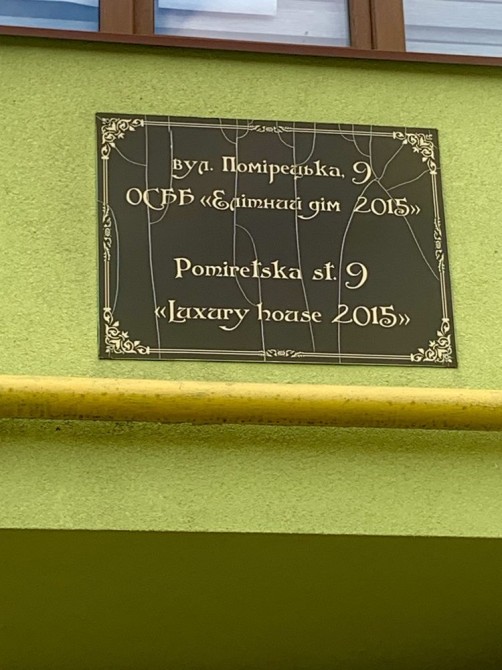 вул. Помірецька, 9
ОСББ «Елітний дім 2015»
Pomiretska st. 9
«Luxury house 2015»